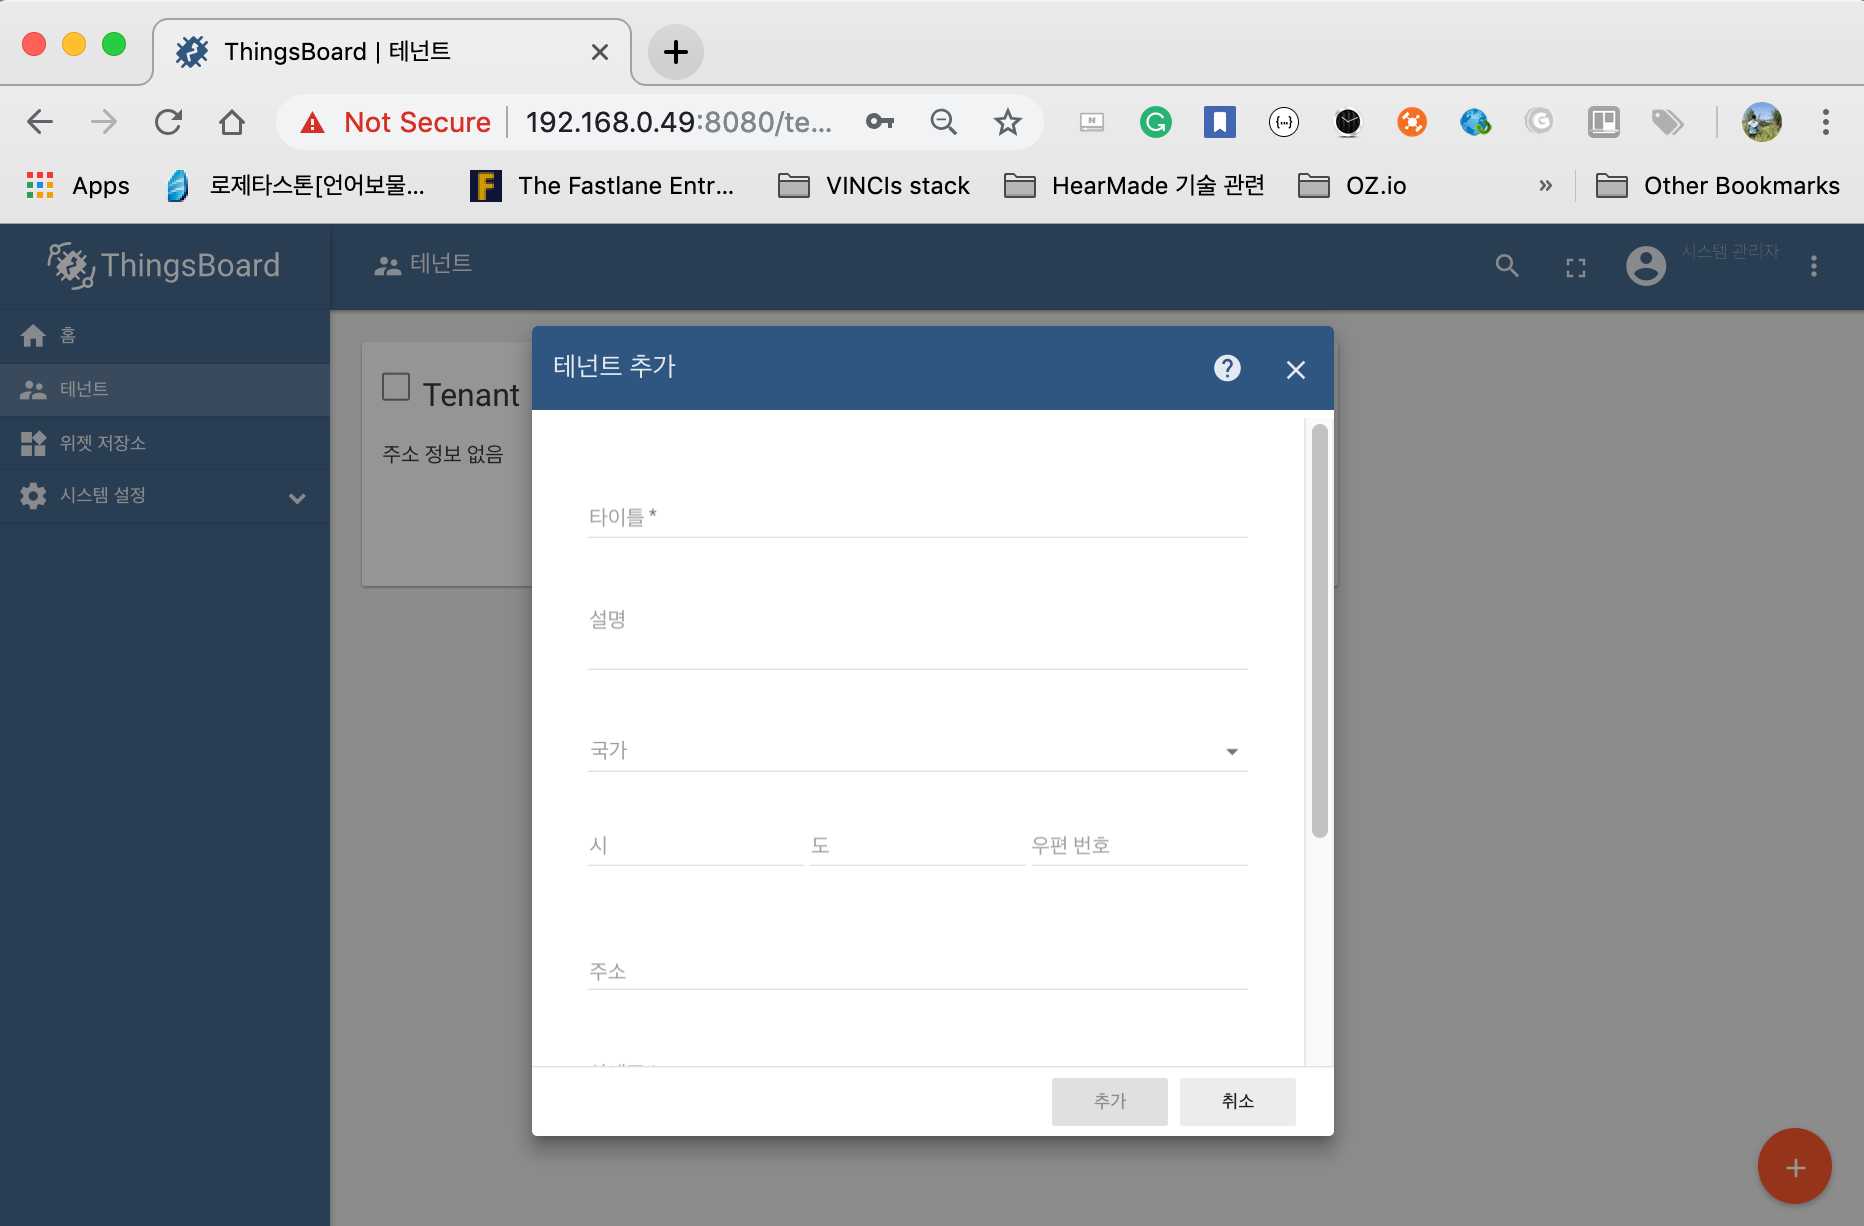 ThingsBoard | 테넌트
Not Secure
192.168.0.49:8080/te...
Apps
로제타스톤[언어보물...
The Fastlane Entr...
VINCIs stack
HearMade 기술 관련
OZ.io
»
Other Bookmarks
ThingsBoard
테넌트
시스템 관리자
홈
테넌트
위젯 저장소
시스템 설정
Tenant
주소 정보 없음
테넌트 추가
타이틀 *
설명
국가
시
도
우편 번호
주소
추가
취소